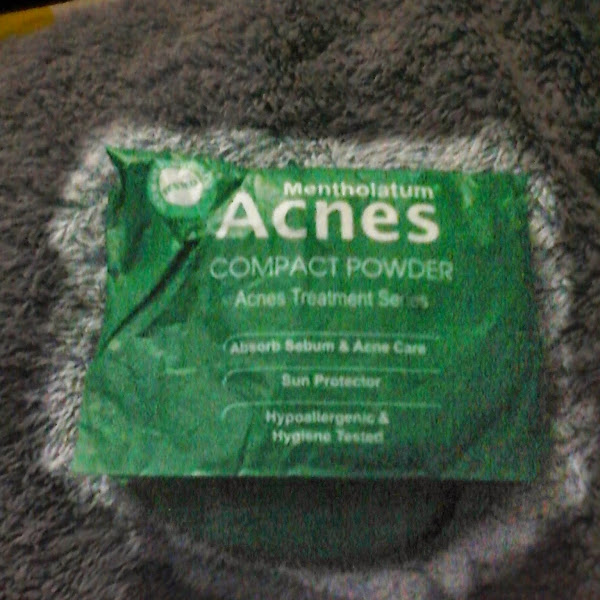 Mentholatum
Acnes
COMPACT POWDER
Acnes Treatment Series
Absorb Sebum & Acne Care
Sun Protector
Hypoallergenic &
Hygiene Tested